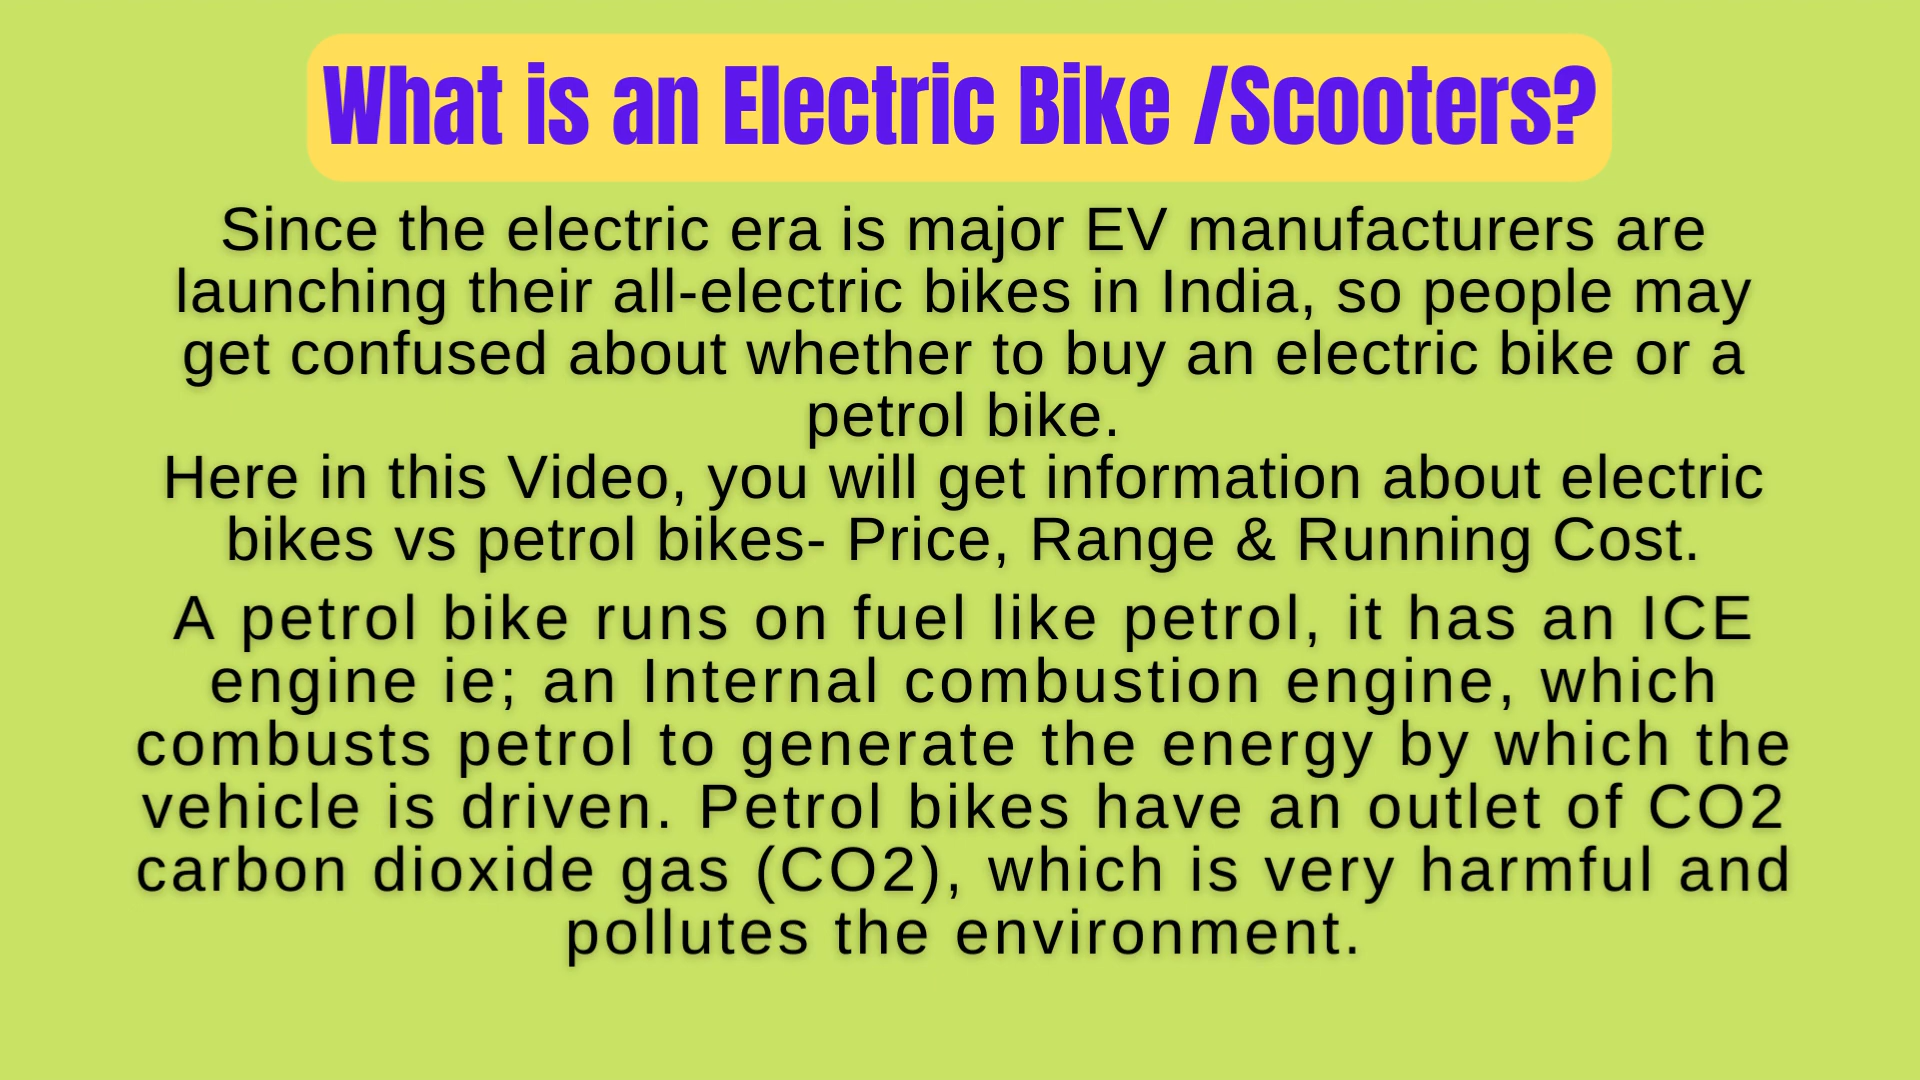 What is an Electric Bike /Scooters?
Since the electric era is major EV manufacturers are
launching their all-electric bikes in India, so people may
get confused about whether to buy an electric bike or a
petrol bike.
Here in this Video, you will get information about electric
bikes vs petrol bikes- Price, Range & Running Cost.
A petrol bike runs on fuel like petrol, it has an ICE
engine ie; an Internal combustion engine, which
combusts petrol to generate the energy by which the
vehicle is driven. Petrol bikes have an outlet of CO2
carbon dioxide gas (CO2), which is very harmful and
pollutes the environment.